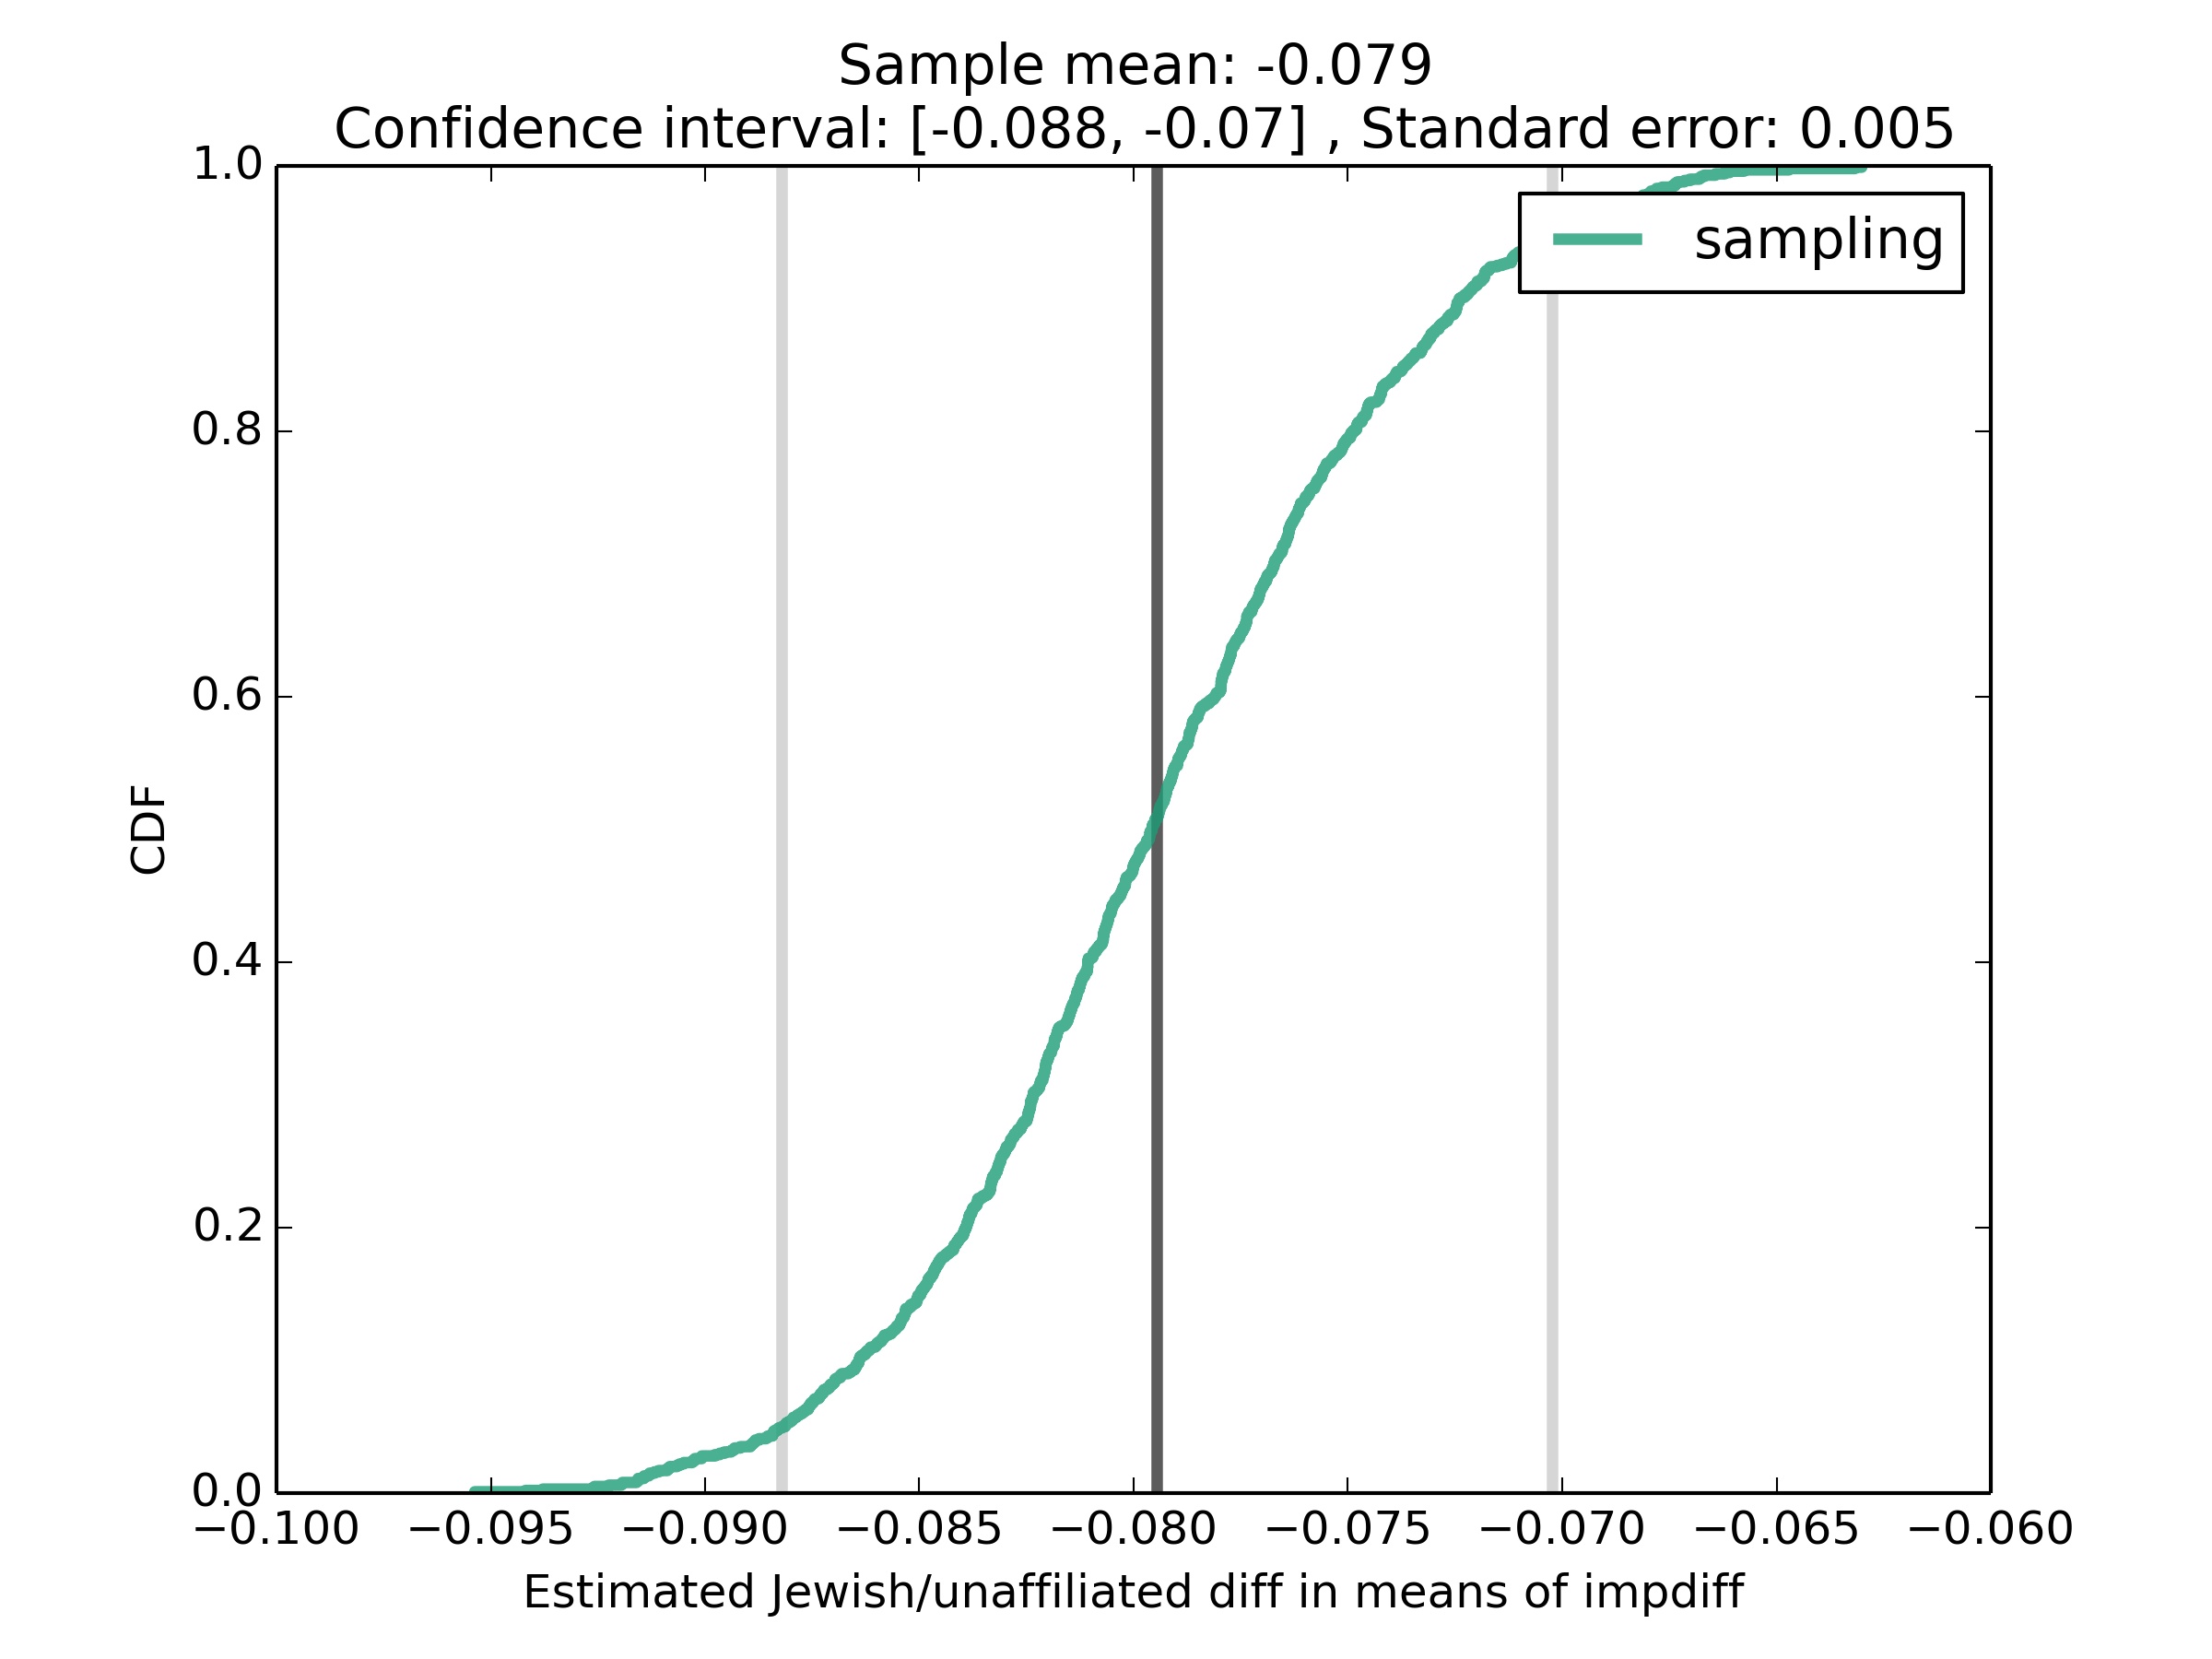 Sample mean: -0.079
Confidence interval: [-0.088, -0.07] , Standard error: 0.005
1.0
sampling
0.8
0.6
CDF
0.4
0.2
0.0
−0.100 −0.095 −0.090 −0.085 −0.080 −0.075 −0.070 −0.065 −0.060
Estimated Jewish/unaffiliated diff in means of impdiff